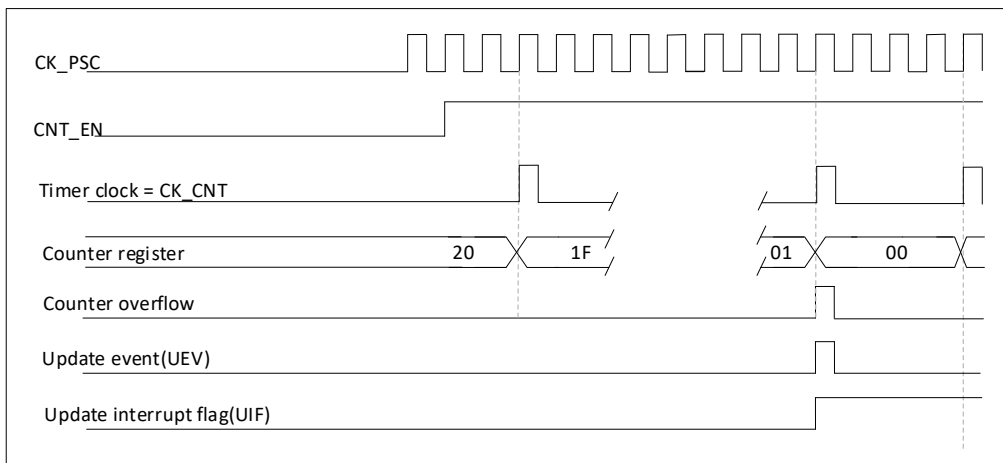 CK_PSC
CNT_EN
Timer clock = CK_CNT
Counter register 20 1F 01 00
Counter overflow
Update event(UEV)
Update interrupt flag(UIF)